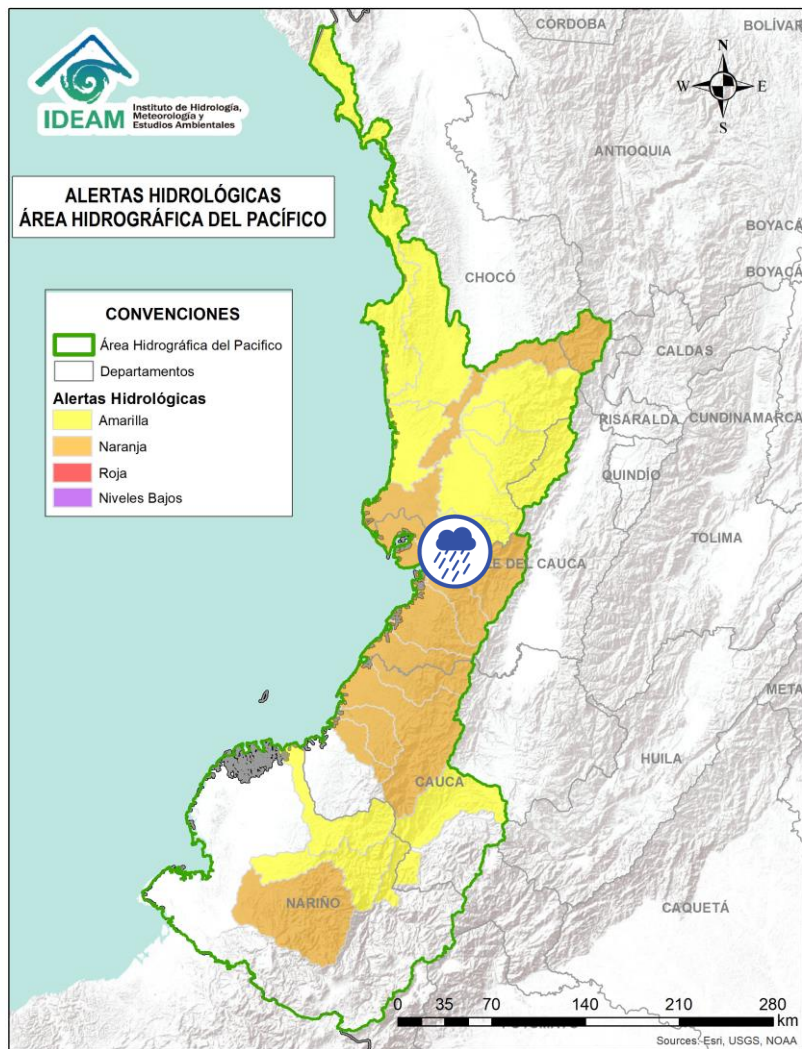 CÓRDOBA
BOLÍVAR
IDEAM
Instituto de Hidrología,
Meteorología y
Estudios Ambientales
N
W E
S
ANTIOQUIA
ALERTAS HIDROLÓGICAS
ÁREA HIDROGRÁFICA DEL PACÍFICO
BOYACÁ
BOYACÁ
CHOCÓ
CONVENCIONES
Área Hidrográfica del Pacifico
Departamentos
Alertas Hidrológicas
Amarilla
Naranja
Roja
Niveles Bajos
CALDAS
RISARALDA
CUNDINAMARCA
QUINDÍO
TOLIMA
DEL CAUCA
META
HUILA
CAUCA
NARIÑO
CAQUETÁ
0 35 70 140 210 280
km
Sources: Esri, USGS, NOAA